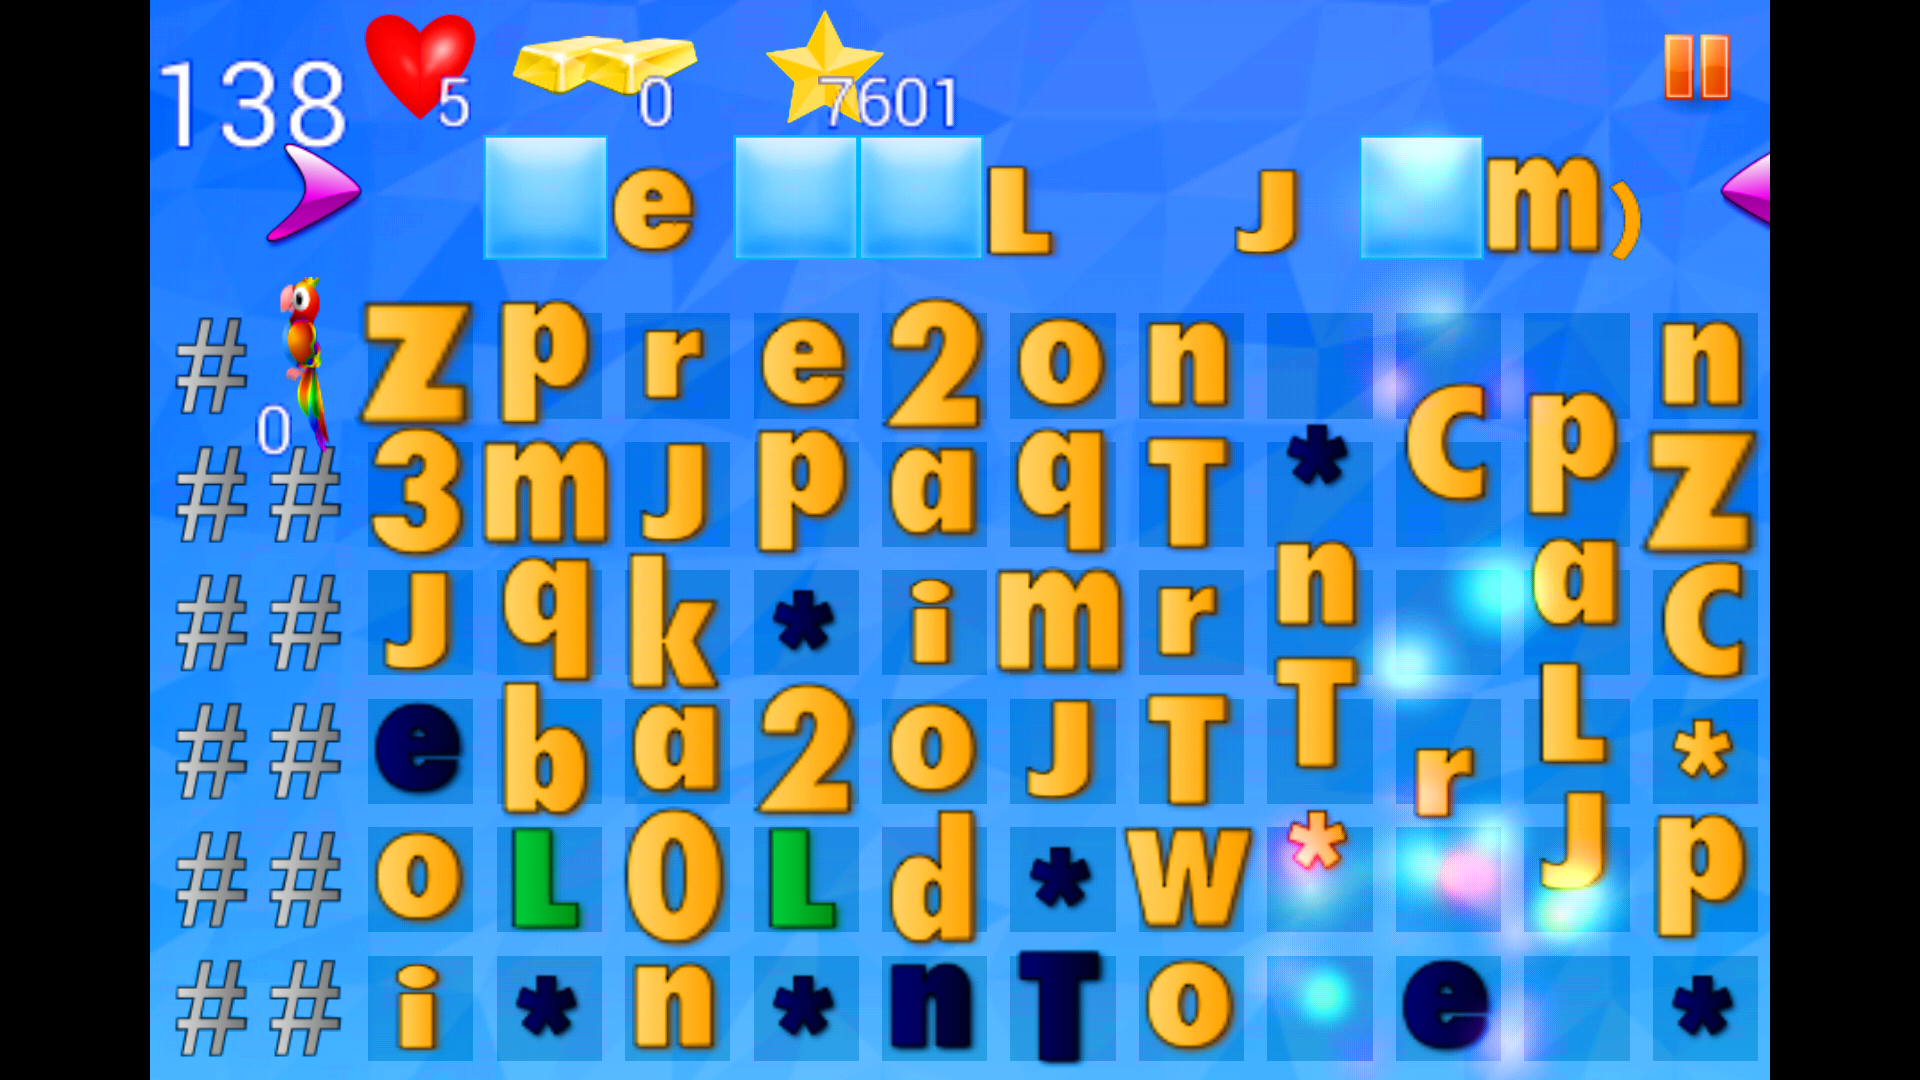 138 5 0 7601
e L J m)
# z p r e 2 o n n
0 C p
# # 3 m J p a q T * Z
# # J q k * i m r n a C
# # e b a 2 o J T T r L *
# # o L 0 L d * W * J p
# # i * n * n T o e *